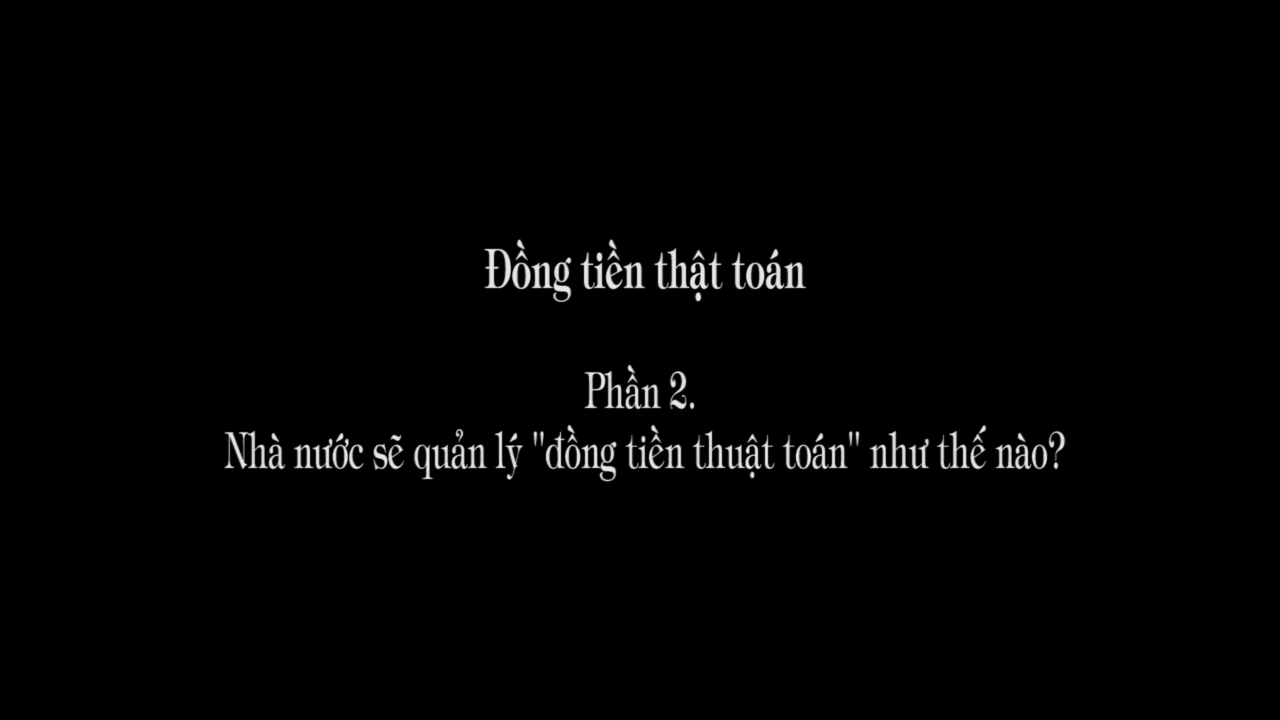 Đồng tiền thật toán
Phần 2.
Nhà nước sẽ quản lý "đồng tiền thuật toán" như thế nào?